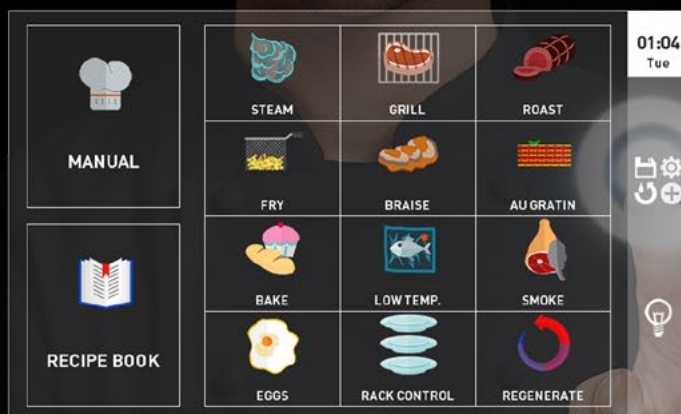 MANUAL
RECIPE BOOK
STEAM
GRILL
ROAST
FRY
BRAISE
AU GRATIN
BAKE
LOW TEMP.
SMOKE
EGGS
RACK CONTROL
REGENERATE
01:04
Tue